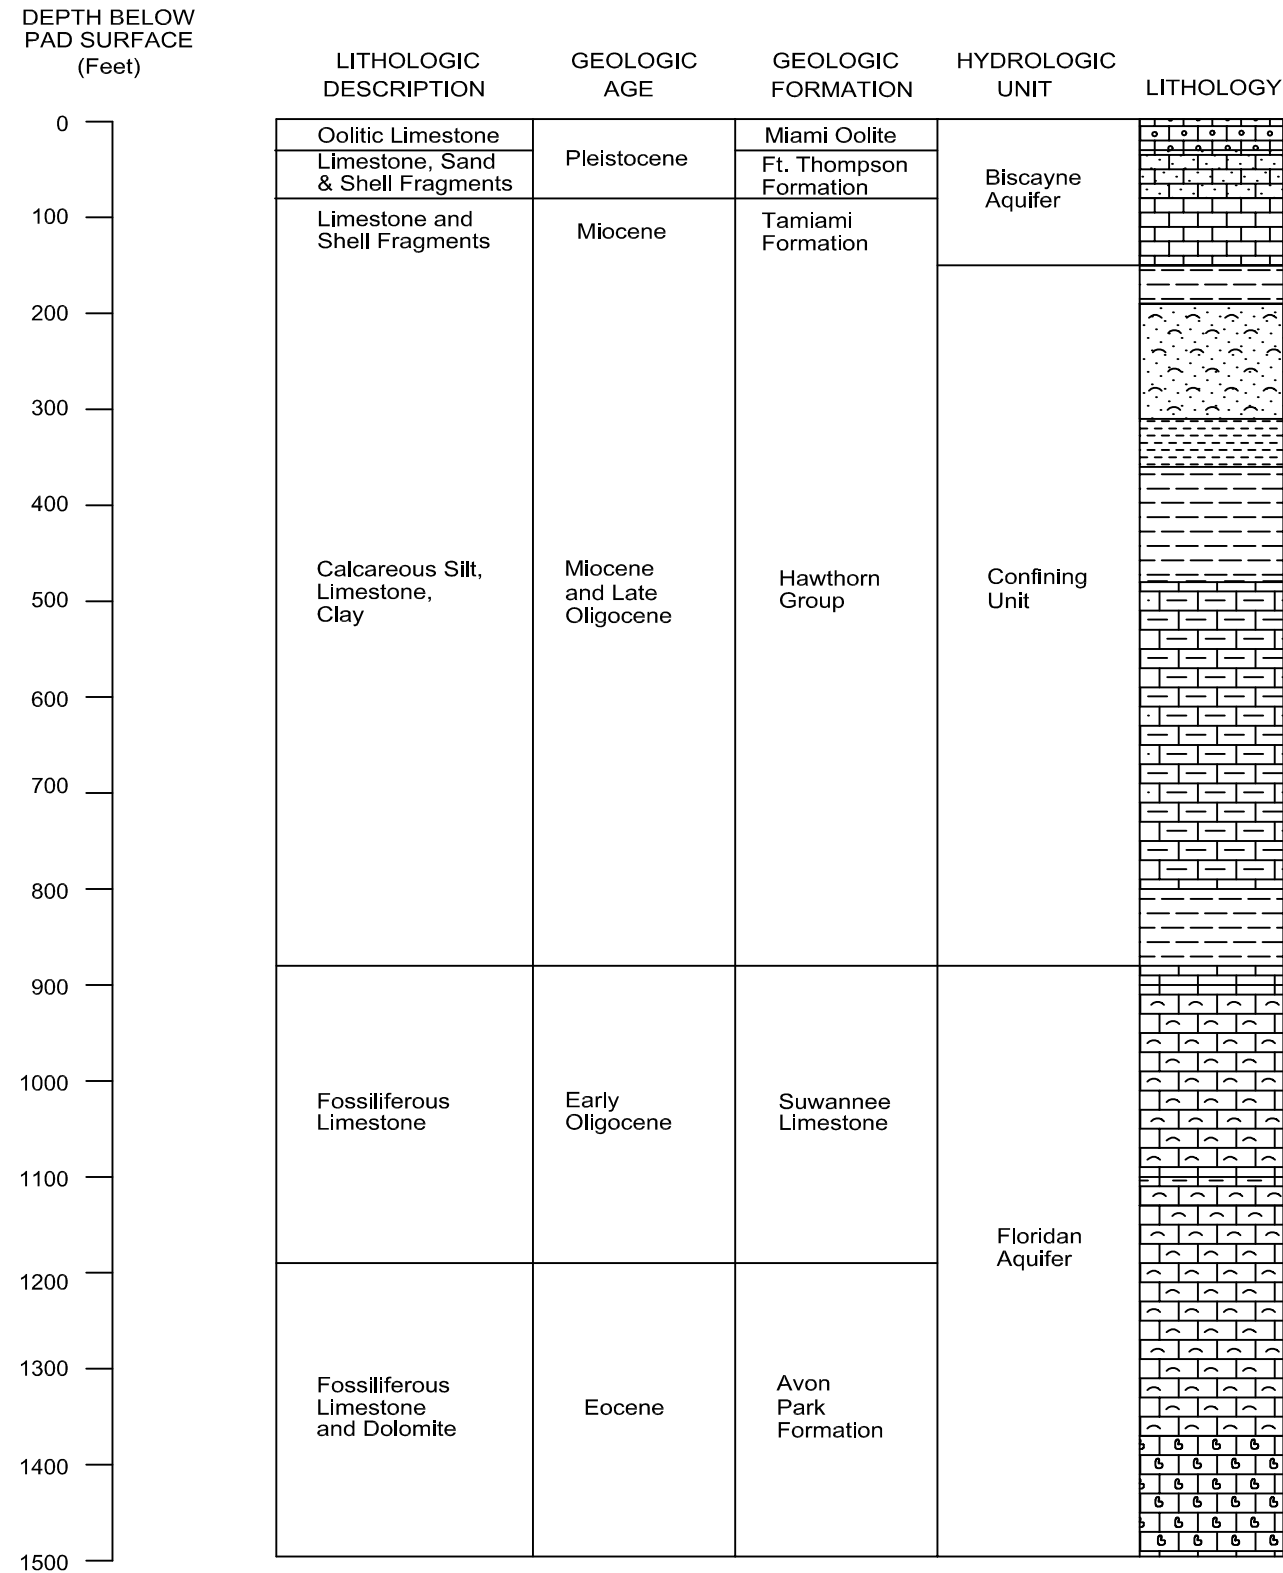 DEPTH BELOW
PAD SURFACE
(Feet)
LITHOLOGIC
DESCRIPTION
GEOLOGIC
AGE
GEOLOGIC
FORMATION
HYDROLOGIC
UNIT
LITHOLOGY
0
100
200
300
400
500
600
700
800
900
1000
1100
1200
1300
1400
1500
Oolitic Limestone
Limestone, Sand
& Shell Fragments
Limestone and
Shell Fragments
Calcareous Silt,
Limestone,
Clay
Fossiliferous
Limestone
Fossiliferous
Limestone
and Dolomite
Pleistocene
Miocene
Miocene
and Late
Oligocene
Early
Oligocene
Eocene
Miami Oolite
Ft. Thompson
Formation
Tamiami
Formation
Hawthorn
Group
Suwannee
Limestone
Avon
Park
Formation
Biscayne
Aquifer
Confining
Unit
Floridan
Aquifer